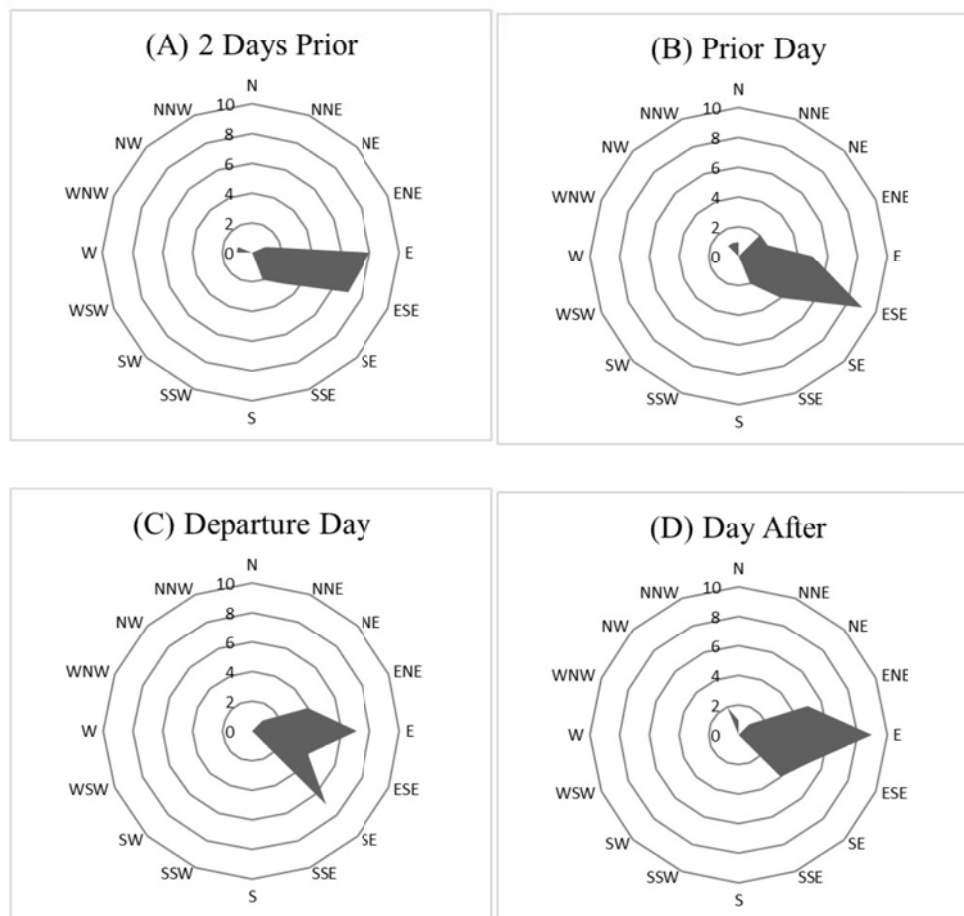 (A) 2 Days Prior
N
NNE
NE
ENE
E
ESE
SE
SSE
S
SSW
SW
WSW
W
WNW
NW
NNW
10
8
6
4
2
0
(B) Prior Day
N
NNE
NE
ENE
E
ESE
SE
SSE
S
SSW
SW
WSW
W
WNW
NW
NNW
10
8
6
4
2
0
(C) Departure Day
N
NNE
NE
ENE
E
ESE
SE
SSE
S
SSW
SW
WSW
W
WNW
NW
NNW
10
8
6
4
2
0
(D) Day After
N
NNE
NE
ENE
E
ESE
SE
SSE
S
SSW
SW
WSW
W
WNW
NW
NNW
10
8
6
4
2
0